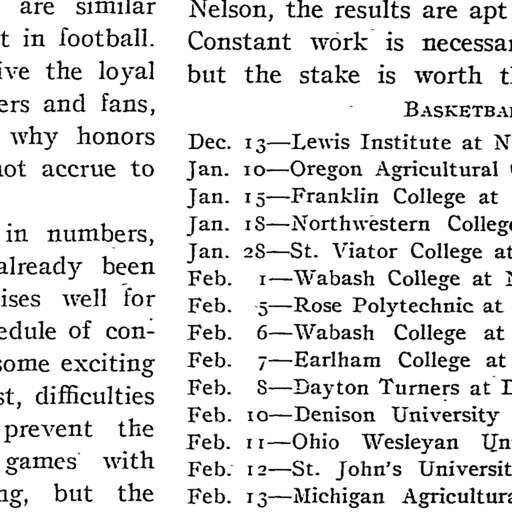 are similar
t in football.
ive the loyal
ers and fans,
why honors
not accrue to
in numbers,
already been
ises well for
edule of con-
some exciting
st, difficulties
prevent the
games with
ng, but the
Nelson, the results are apt
Constant work is necessar
but the stake is worth th
BASKETBAL
Dec. 13—Lewis Institute at N
Jan. 10—Oregon Agricultural C
Jan. 15—Franklin College at
Jan. 18—Northwestern College
Jan. 28—St. Viator College at
Feb. 1—Wabash College at N
Feb. 5—Rose Polytechnic at
Feb. 6—Wabash College at
Feb. 7—Earlham College at
Feb. 8—Dayton Turners at D
Feb. 10—Denison University
Feb. 11—Ohio Wesleyan Un
Feb. 12—St. John's Universit
Feb. 13—Michigan Agricultura